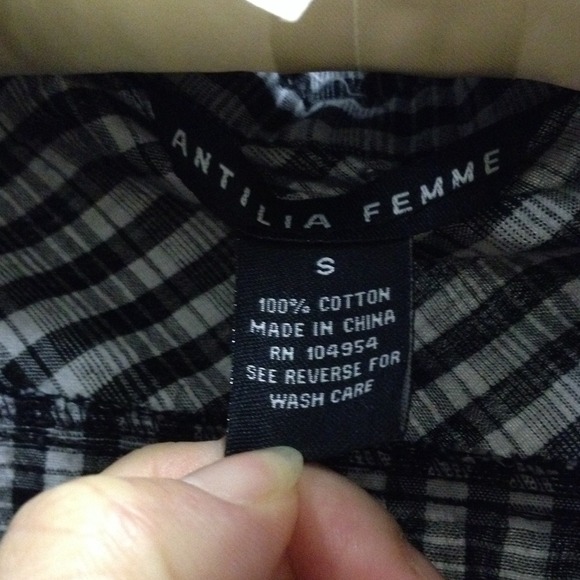 ANTILIA FEMME
S
100% COTTON
MADE IN CHINA
RN 104954
SEE REVERSE FOR
WASH CARE